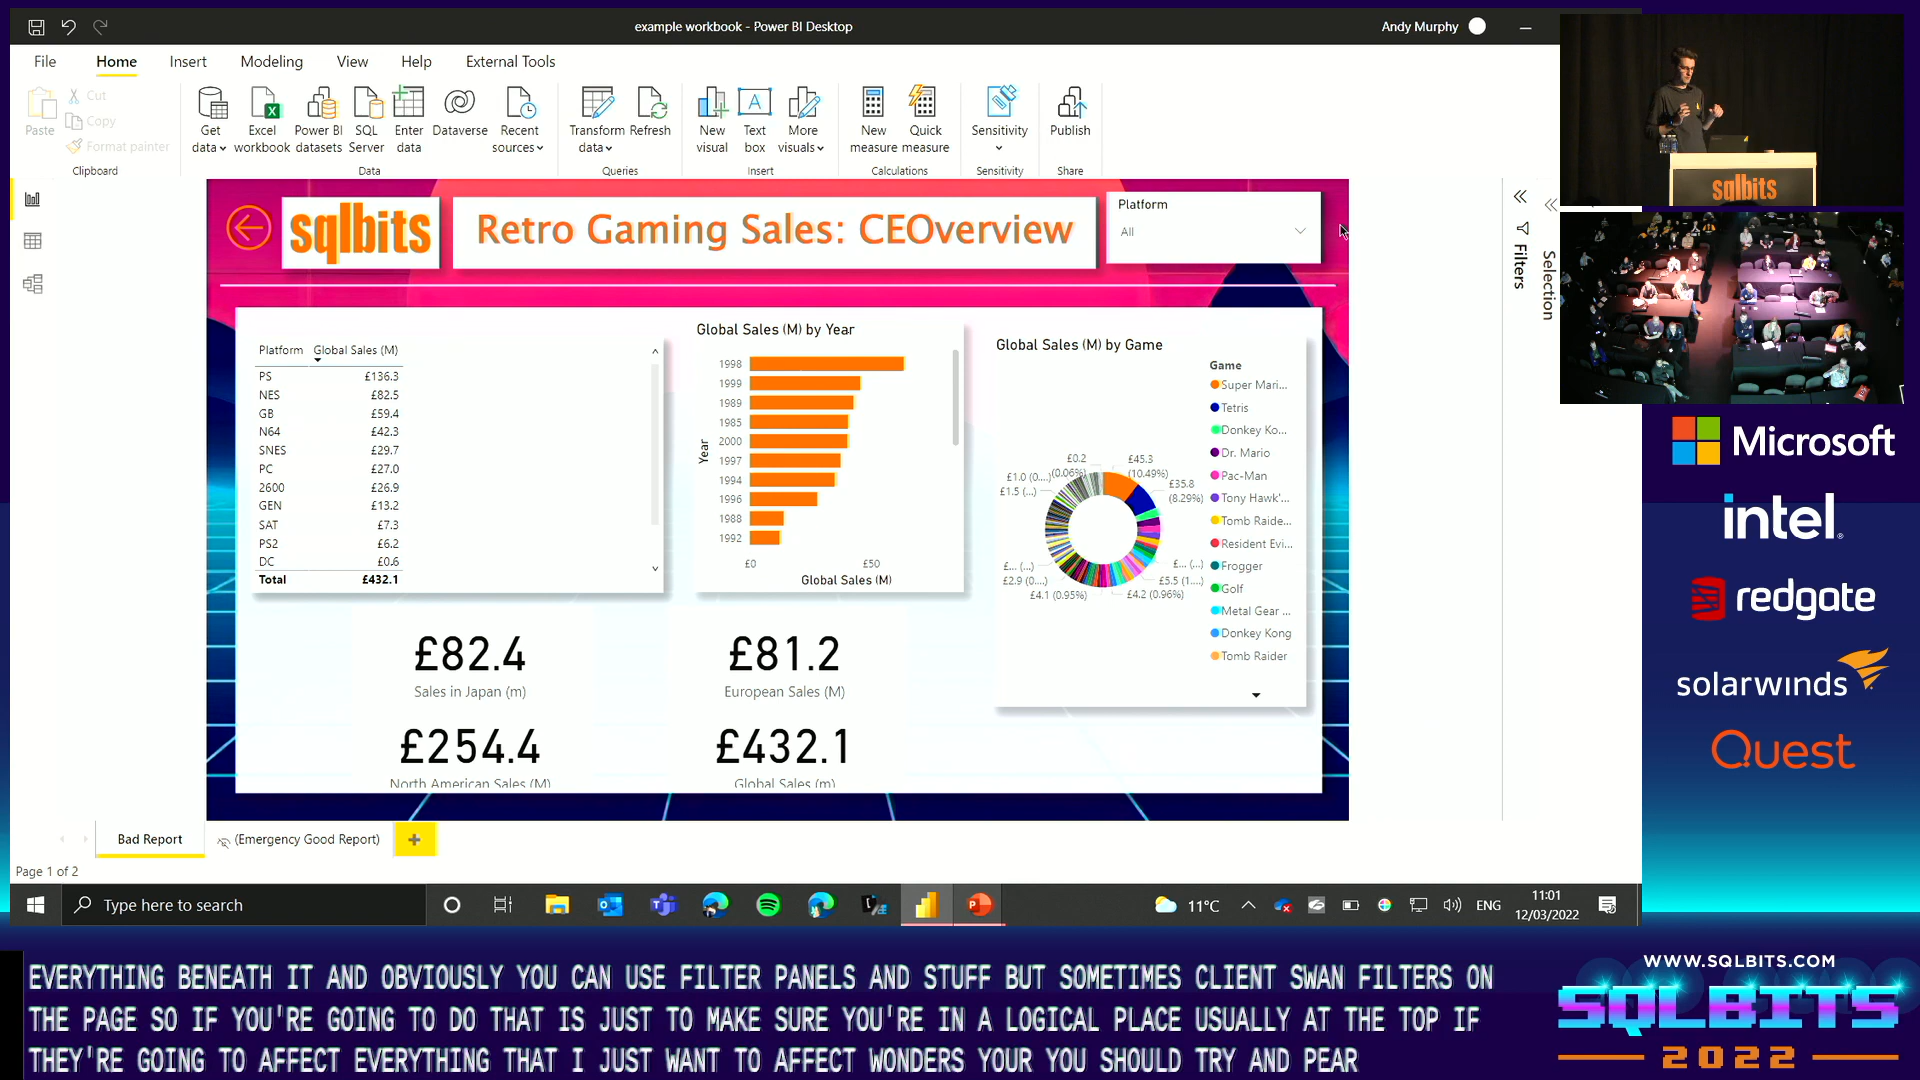 example workbook - Power BI Desktop
Andy Murphy
File
Home
Insert
Modeling
View
Help
External Tools
Paste
Cut
Copy
Format painter
Clipboard
Get data
Excel workbook
Power BI datasets
SQL Server
Enter data
Dataverse
Recent sources
Data
Transform data
Refresh
Queries
New visual
Text box
More visuals
Insert
New measure
Quick measure
Calculations
Sensitivity
Sensitivity
Publish
Share
sqlbits
Retro Gaming Sales: CEOverview
Platform
All
Filters
Selection
Platform Global Sales (M)
PS £136.3
NES £82.5
GB £59.4
N64 £42.3
SNES £29.7
PC £27.0
2600 £26.9
GEN £13.2
SAT £7.3
PS2 £6.2
DC £0.6
Total £432.1
Global Sales (M) by Year
Year
1998
1999
1989
1985
2000
1997
1994
1996
1988
1992
£0 £50
Global Sales (M)
Global Sales (M) by Game
£0.2 (0.06%)
£45.3 (10.49%)
£1.0 (0....)
£1.5 (...)
£35.8 (8.29%)
£... (...)
£2.9 (0....)
£4.1 (0.95%)
£... (...)
£5.5 (1....)
£4.2 (0.96%)
Game
Super Mari...
Tetris
Donkey Ko...
Dr. Mario
Pac-Man
Tony Hawk'...
Tomb Raide...
Resident Evi...
Frogger
Golf
Metal Gear ...
Donkey Kong
Tomb Raider
£82.4
Sales in Japan (m)
£81.2
European Sales (M)
£254.4
North American Sales (M)
£432.1
Global Sales (m)
Bad Report
(Emergency Good Report)
Page 1 of 2
Type here to search
11°C
ENG
11:01
12/03/2022
sqlbits
Microsoft
intel.
redgate
solarwinds
Quest
EVERYTHING BENEATH IT AND OBVIOUSLY YOU CAN USE FILTER PANELS AND STUFF BUT SOMETIMES CLIENT SWAN FILTERS ON
THE PAGE SO IF YOU'RE GOING TO DO THAT IS JUST TO MAKE SURE YOU'RE IN A LOGICAL PLACE USUALLY AT THE TOP IF
THEY'RE GOING TO AFFECT EVERYTHING THAT I JUST WANT TO AFFECT WONDERS YOUR YOU SHOULD TRY AND PEAR
WWW.SQLBITS.COM
SQLBITS
2022